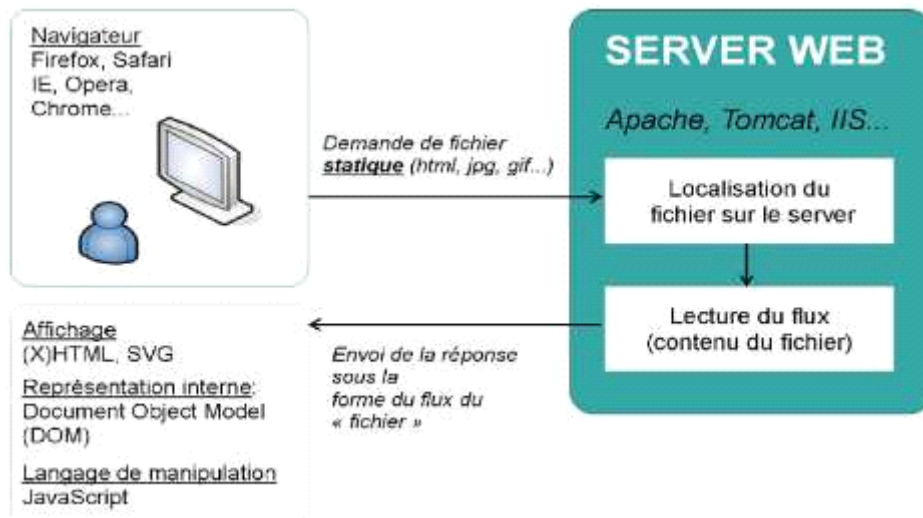 Navigateur
Firefox, Safari
IE, Opera,
Chrome...
Demande de fichier
statique (html, jpg, gif...)
SERVER WEB
Apache, Tomcat, IIS...
Localisation du
fichier sur le server
Lecture du flux
(contenu du fichier)
Envoi de la réponse
sous la
forme du flux du
« fichier »
Affichage
(X)HTML, SVG
Représentation interne:
Document Object Model
(DOM)
Langage de manipulation
JavaScript